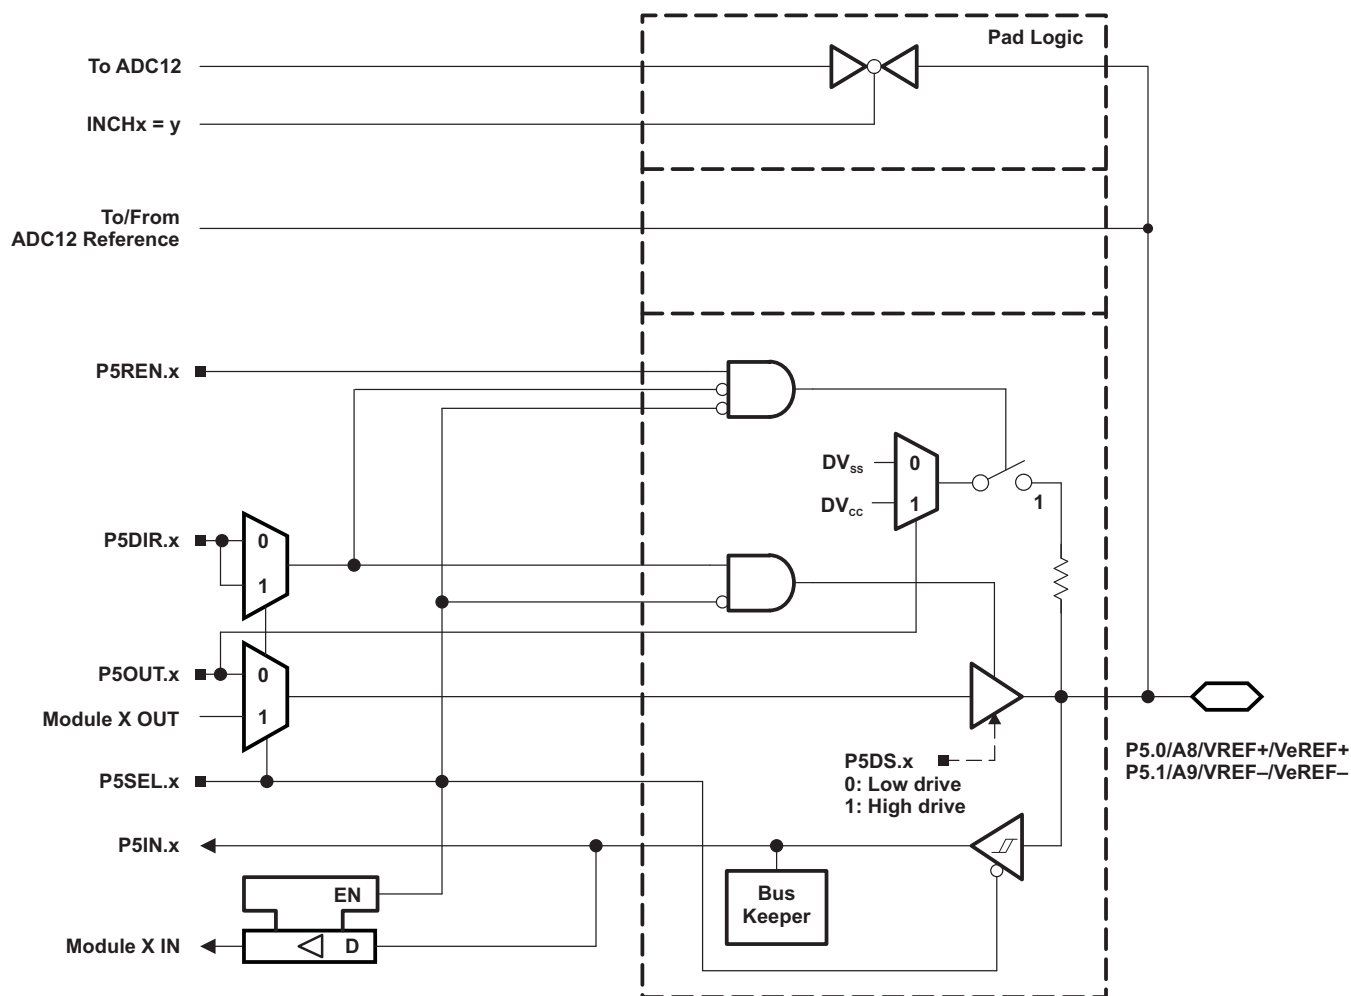 Pad Logic
To ADC12
INCHx = y
To/From
ADC12 Reference
P5REN.x
DVSS
0
DVCC
1
1
P5DIR.x
0
1
P5OUT.x
0
Module X OUT
1
P5SEL.x
P5DS.x
0: Low drive
1: High drive
P5.0/A8/VREF+/VeREF+
P5.1/A9/VREF–/VeREF–
P5IN.x
Bus
Keeper
EN
Module X IN
D